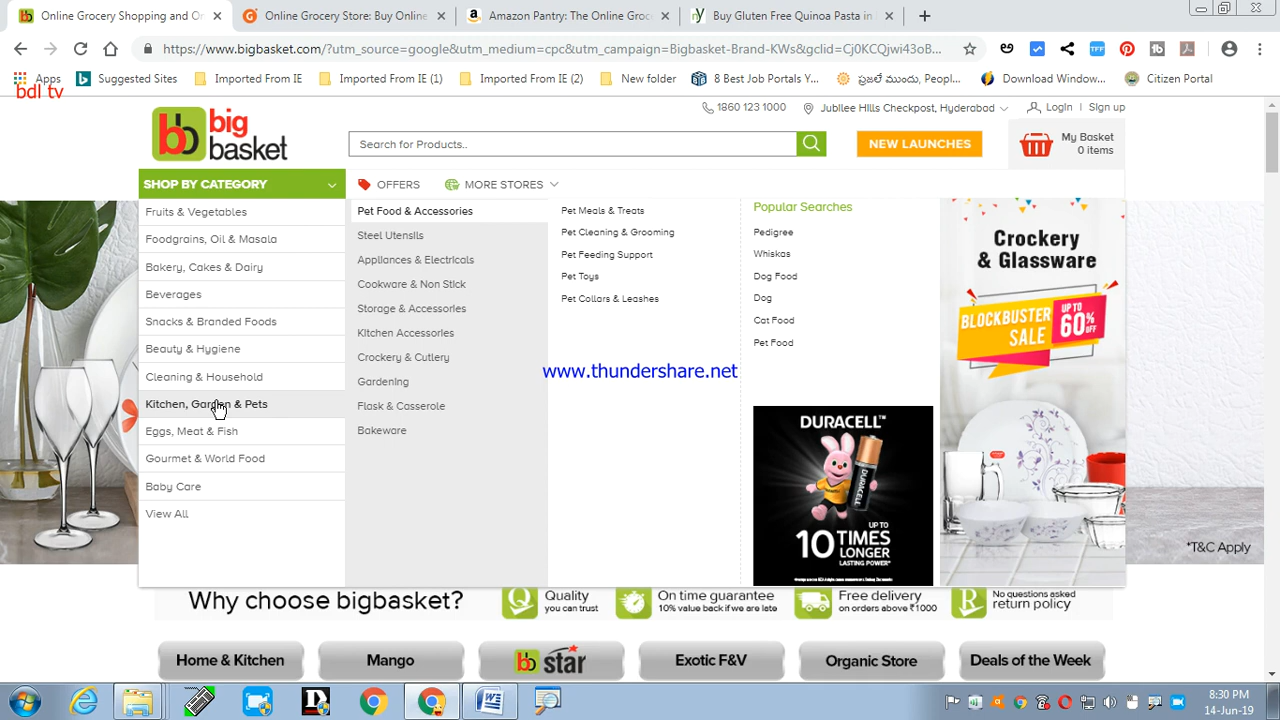 Online Grocery Shopping and On
Online Grocery Store: Buy Online
Amazon Pantry: The Online Groce
Buy Gluten Free Quinoa Pasta in
https://www.bigbasket.com/?utm_source=google&utm_medium=cpc&utm_campaign=Bigbasket-Brand-KWs&gclid=Cj0KCQjwi43oB...
Apps
Suggested Sites
Imported From IE
Imported From IE (1)
Imported From IE (2)
New folder
6 Best Job Portals Y...
ప్రజలే ముందు, Peopl...
Download Window...
Citizen Portal
bdl tv
1860 123 1000
Jubilee Hills Checkpost, Hyderabad
Login | Sign up
bb big basket
Search for Products..
NEW LAUNCHES
My Basket
0 items
SHOP BY CATEGORY
OFFERS
MORE STORES
Fruits & Vegetables
Foodgrains, Oil & Masala
Bakery, Cakes & Dairy
Beverages
Snacks & Branded Foods
Beauty & Hygiene
Cleaning & Household
Kitchen, Garden & Pets
Eggs, Meat & Fish
Gourmet & World Food
Baby Care
View All
Pet Food & Accessories
Steel Utensils
Appliances & Electricals
Cookware & Non Stick
Storage & Accessories
Kitchen Accessories
Crockery & Cutlery
Gardening
Flask & Casserole
Bakeware
Pet Meals & Treats
Pet Cleaning & Grooming
Pet Feeding Support
Pet Toys
Pet Collars & Leashes
Popular Searches
Pedigree
Whiskas
Dog Food
Dog
Cat Food
Pet Food
www.thundershare.net
DURACELL™
UP TO
10 TIMES
LONGER
LASTING POWER*
Crockery
& Glassware
BLOCKBUSTER
SALE
UP TO
60%
OFF
*T&C Apply
Why choose bigbasket?
Quality
you can trust
On time guarantee
10% value back if we are late
Free delivery
on orders above ₹1000
No questions asked
return policy
Home & Kitchen
Mango
bb star
Exotic F&V
Organic Store
Deals of the Week
8:30 PM
14-Jun-19